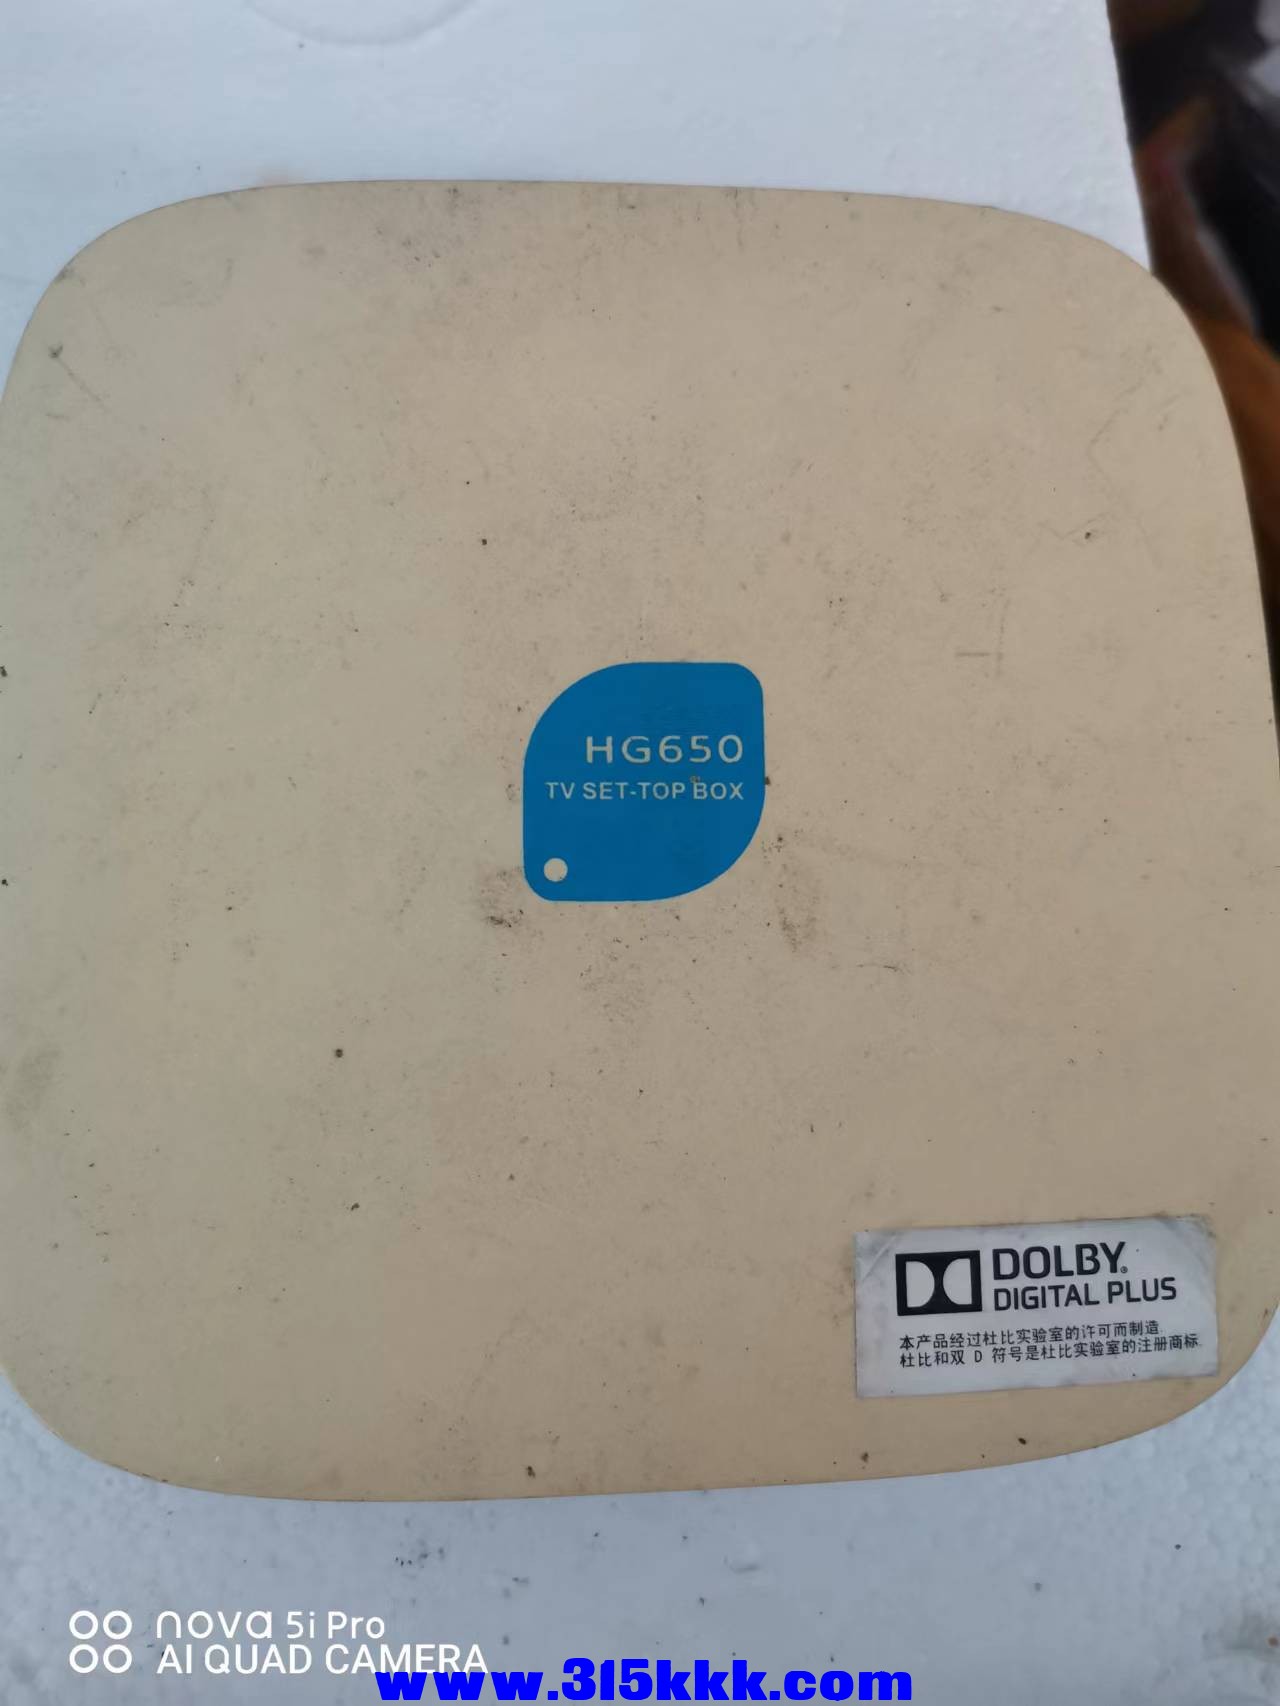 HG650
TV SET-TOP BOX
DOLBY®
DIGITAL PLUS
本产品经过杜比实验室的许可而制造.
杜比和双 D 符号是杜比实验室的注册商标.
nova 5i Pro
AI QUAD CAMERA
www.315kkk.com